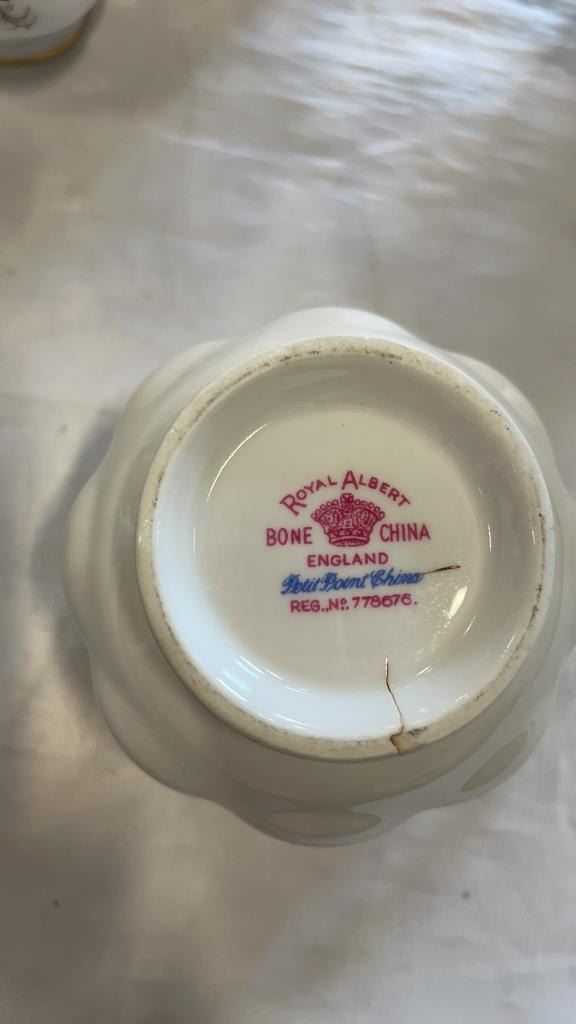 ROYAL ALBERT
BONE CHINA
ENGLAND
Petit Point China
REG., No. 778676.